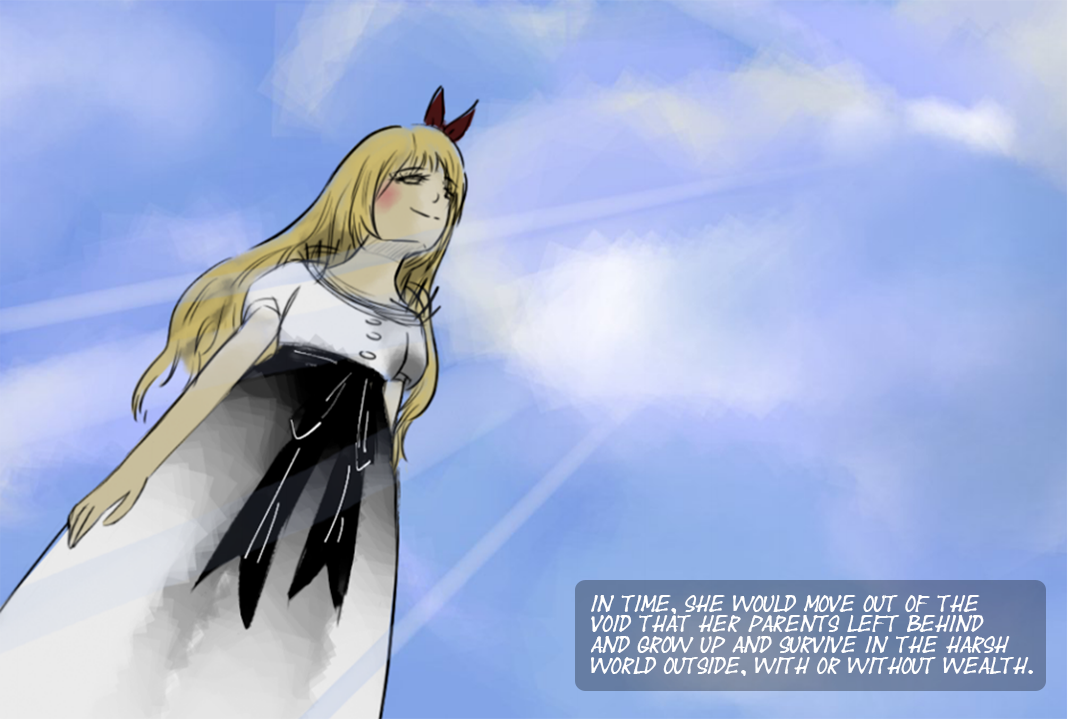 IN TIME, SHE WOULD MOVE OUT OF THE
VOID THAT HER PARENTS LEFT BEHIND
AND GROW UP AND SURVIVE IN THE HARSH
WORLD OUTSIDE, WITH OR WITHOUT WEALTH.